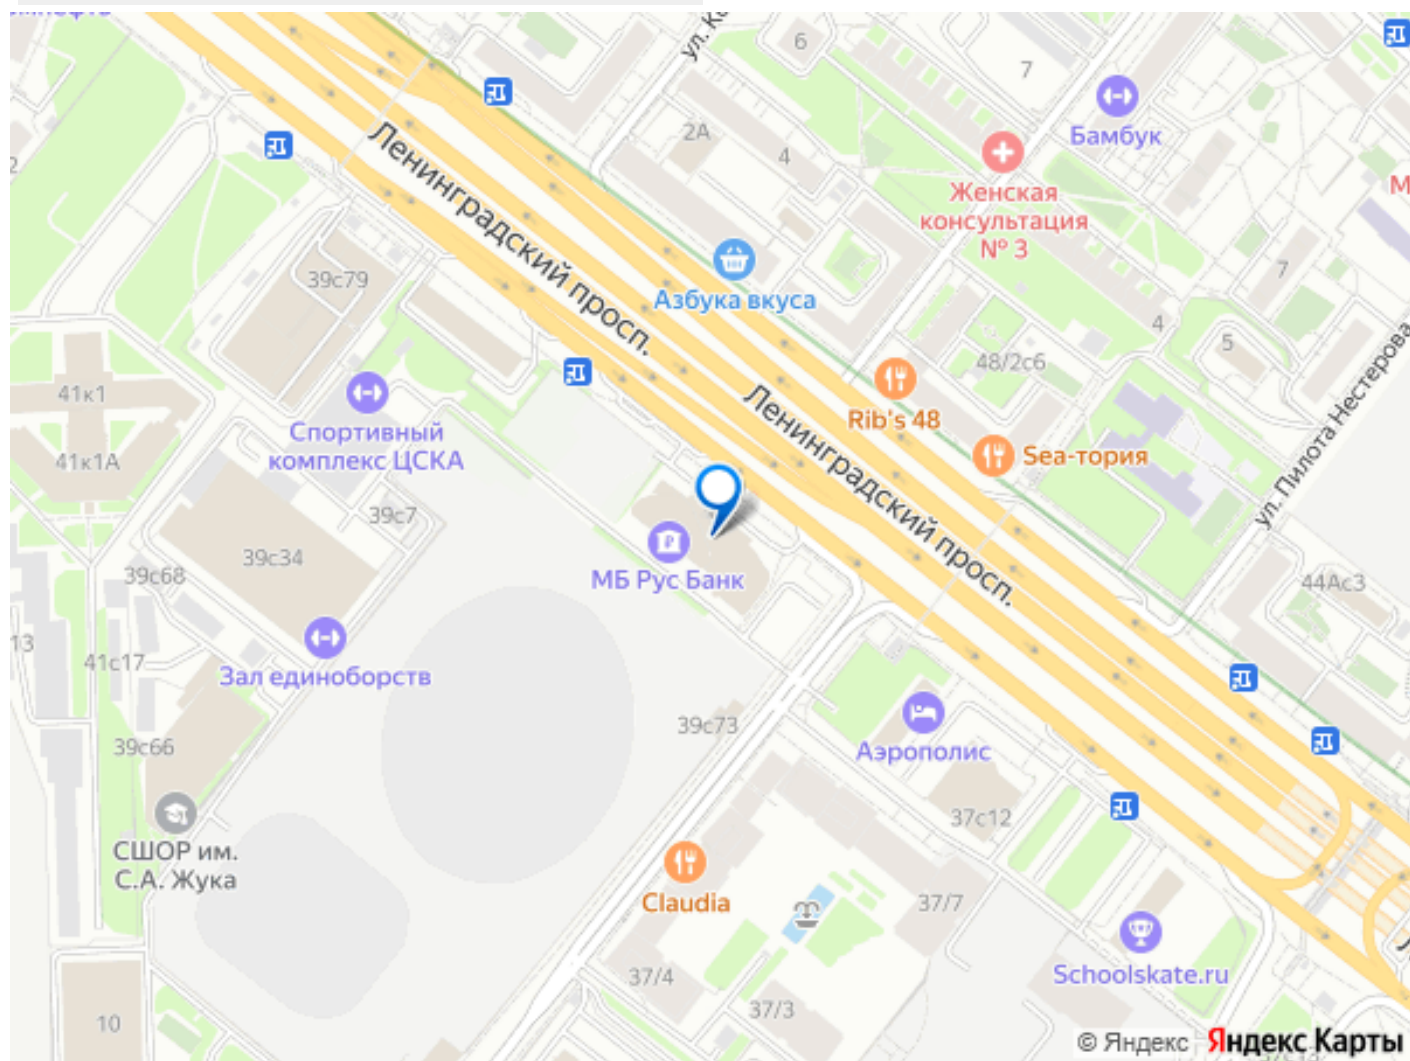 6
7
Бамбук
2А
4
Женская
консультация
№ 3
Ленинградский просп.
39с79
Азбука вкуса
7
4
5
48/2с6
41к1
Rib's 48
Спортивный
комплекс ЦСКА
41к1А
Sea-тория
Ленинградский просп.
ул. Пилота Нестерова
39с7
39с34
39с68
МБ Рус Банк
44Ас3
13
41с17
Зал единоборств
39с73
39с66
Аэрополис
37с12
СШОР им.
С.А. Жука
Claudia
37/7
37/4
Schoolskate.ru
37/3
10
© Яндекс Яндекс Карты